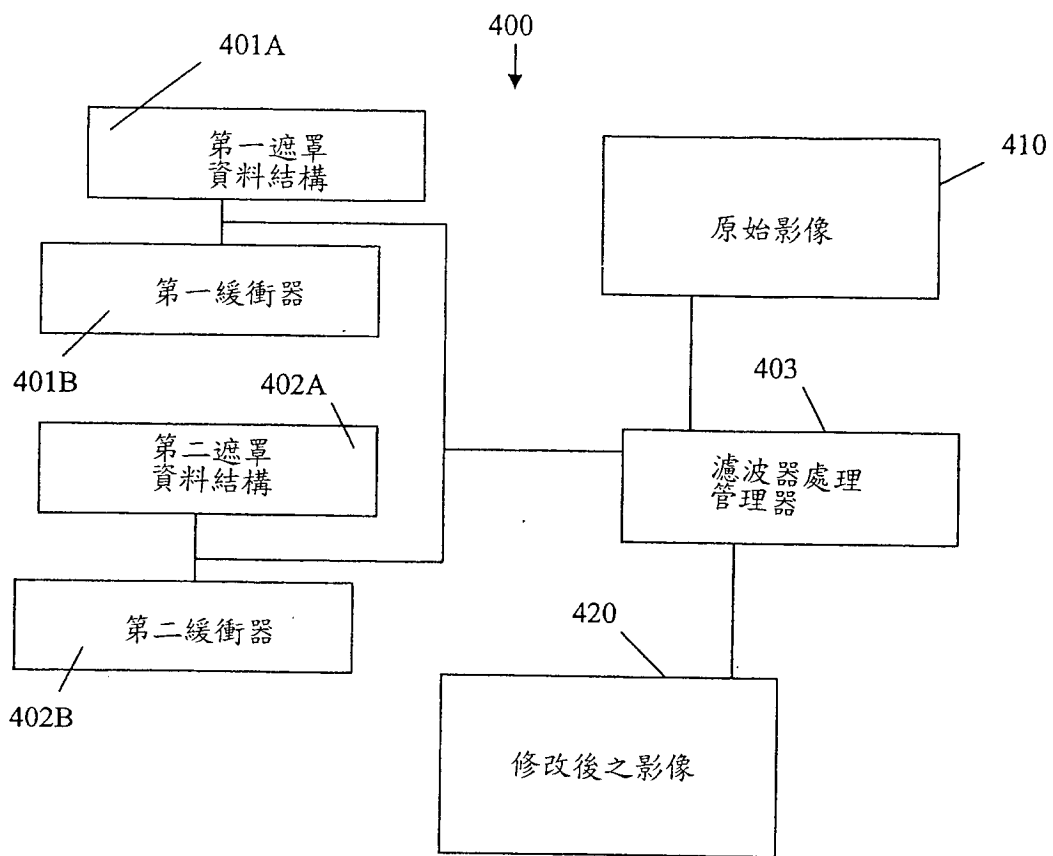 400
401A
第一遮罩
資料結構
410
原始影像
第一緩衝器
401B
402A
403
第二遮罩
資料結構
濾波器處理
管理器
第二緩衝器
402B
420
修改後之影像